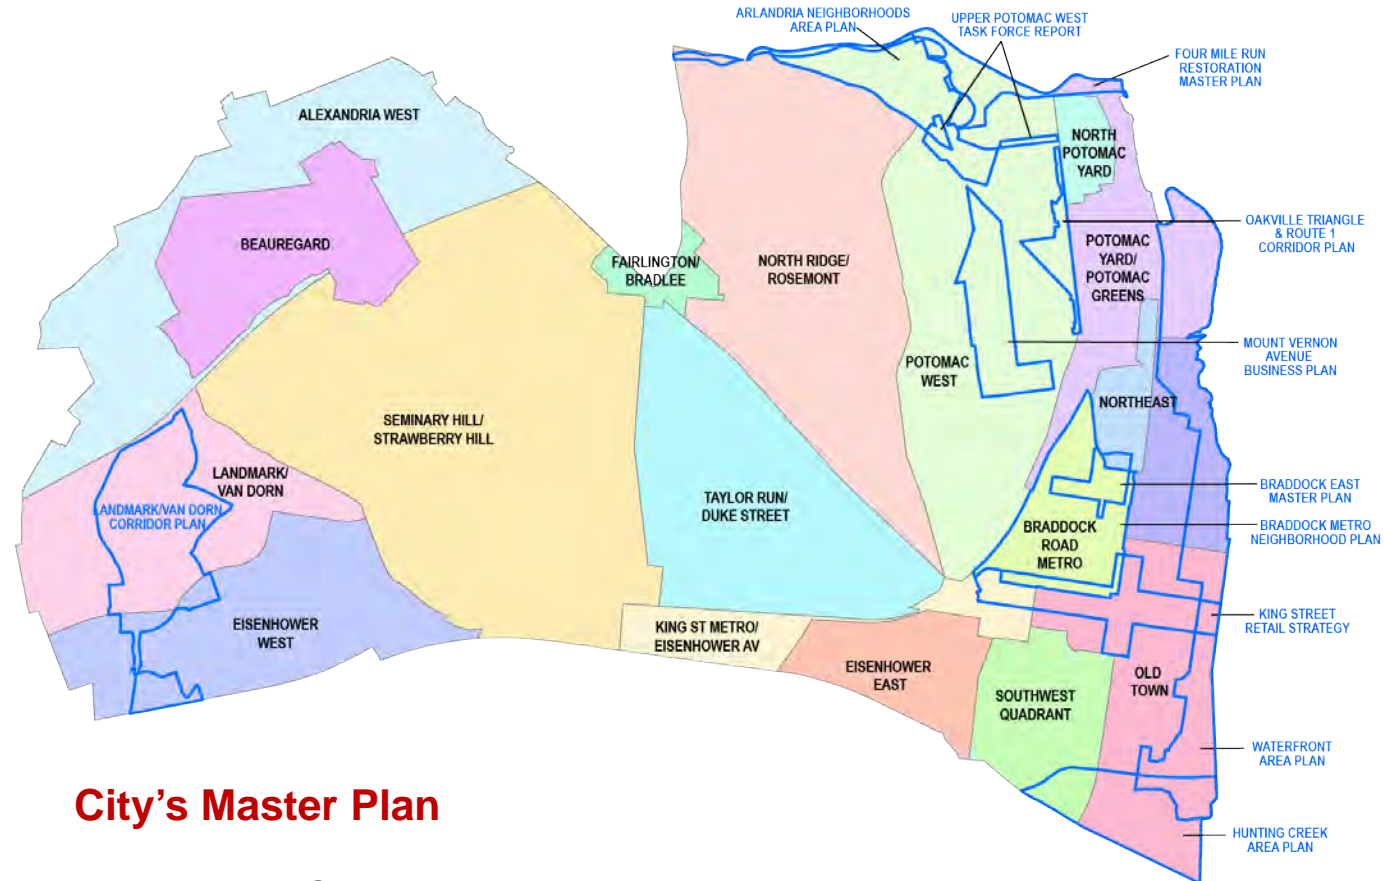 ARLANDRIA NEIGHBORHOODS
AREA PLAN
UPPER POTOMAC WEST
TASK FORCE REPORT
FOUR MILE RUN
RESTORATION
MASTER PLAN
ALEXANDRIA WEST
NORTH
POTOMAC
YARD
BEAUREGARD
FAIRLINGTON/
BRADLEE
NORTH RIDGE/
ROSEMONT
POTOMAC
YARD/
POTOMAC
GREENS
OAKVILLE TRIANGLE
& ROUTE 1
CORRIDOR PLAN
POTOMAC
WEST
MOUNT VERNON
AVENUE
BUSINESS PLAN
NORTHEAST
SEMINARY HILL/
STRAWBERRY HILL
LANDMARK/
VAN DORN
LANDMARK/VAN DORN
CORRIDOR PLAN
TAYLOR RUN/
DUKE STREET
BRADDOCK
ROAD
METRO
BRADDOCK EAST
MASTER PLAN
BRADDOCK METRO
NEIGHBORHOOD PLAN
EISENHOWER
WEST
KING ST METRO/
EISENHOWER AV
KING STREET
RETAIL STRATEGY
EISENHOWER
EAST
SOUTHWEST
QUADRANT
OLD
TOWN
WATERFRONT
AREA PLAN
HUNTING CREEK
AREA PLAN
City’s Master Plan